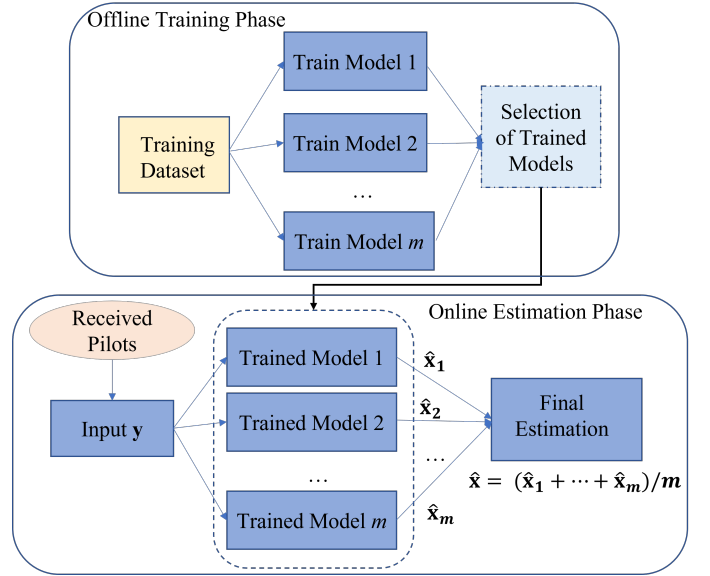 Offline Training Phase
Train Model 1
Training
Dataset
Train Model 2
...
Train Model m
Selection
of Trained
Models
Online Estimation Phase
Received
Pilots
Input y
Trained Model 1
Trained Model 2
...
Trained Model m
x̂₁
x̂₂
...
x̂ₘ
Final
Estimation
x̂ = (x̂₁ + ⋯ + x̂ₘ)/m